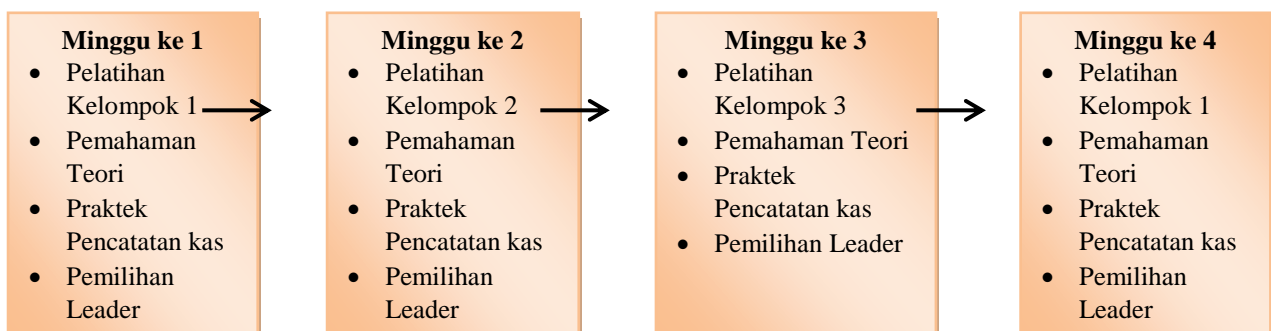 Minggu ke 1
• Pelatihan
Kelompok 1
• Pemahaman
Teori
• Praktek
Pencatatan kas
• Pemilihan
Leader
Minggu ke 2
• Pelatihan
Kelompok 2
• Pemahaman
Teori
• Praktek
Pencatatan kas
• Pemilihan
Leader
Minggu ke 3
• Pelatihan
Kelompok 3
• Pemahaman Teori
• Praktek
Pencatatan kas
• Pemilihan Leader
Minggu ke 4
• Pelatihan
Kelompok 1
• Pemahaman
Teori
• Praktek
Pencatatan kas
• Pemilihan
Leader